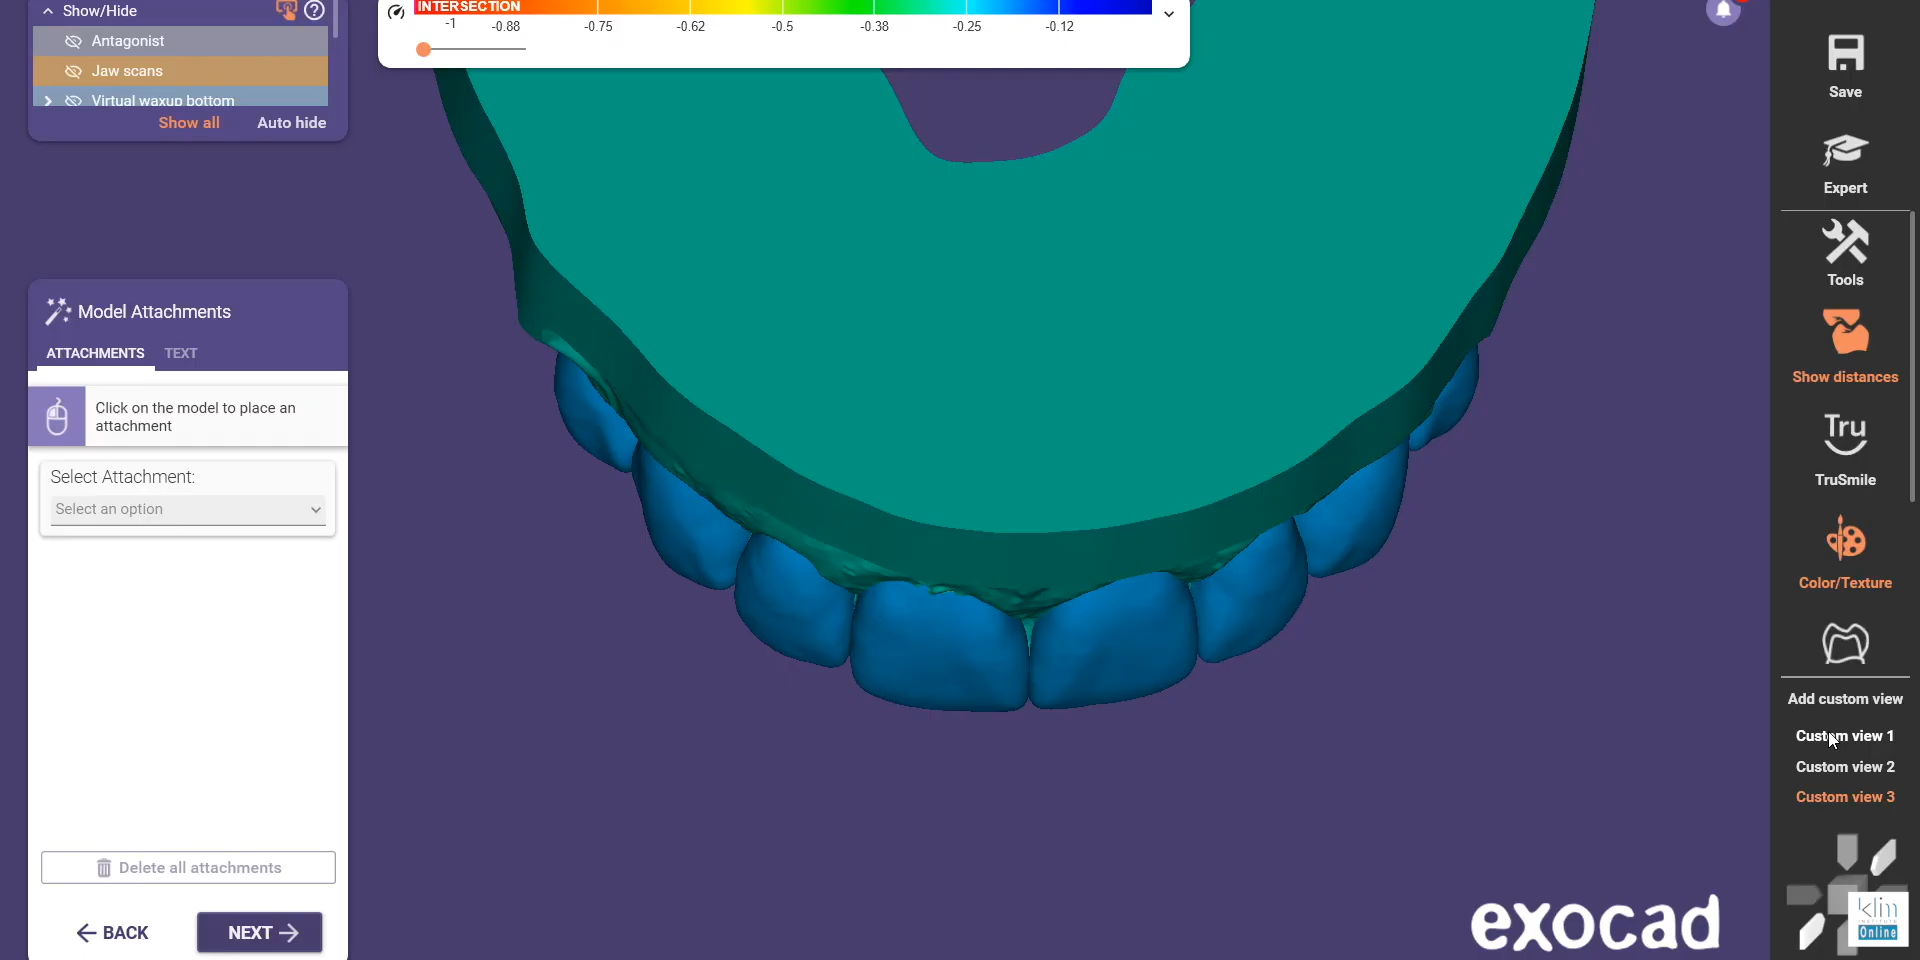 Show/Hide
Antagonist
Jaw scans
Virtual waxup bottom
Show all
Auto hide
INTERSECTION
-1
-0.88
-0.75
-0.62
-0.5
-0.38
-0.25
-0.12
Model Attachments
ATTACHMENTS
TEXT
Click on the model to place an
attachment
Select Attachment:
Select an option
Delete all attachments
BACK
NEXT
Save
Expert
Tools
Show distances
Tru
TruSmile
Color/Texture
Add custom view
Custom view 1
Custom view 2
Custom view 3
exocad
klim
INSTITUTE
Online